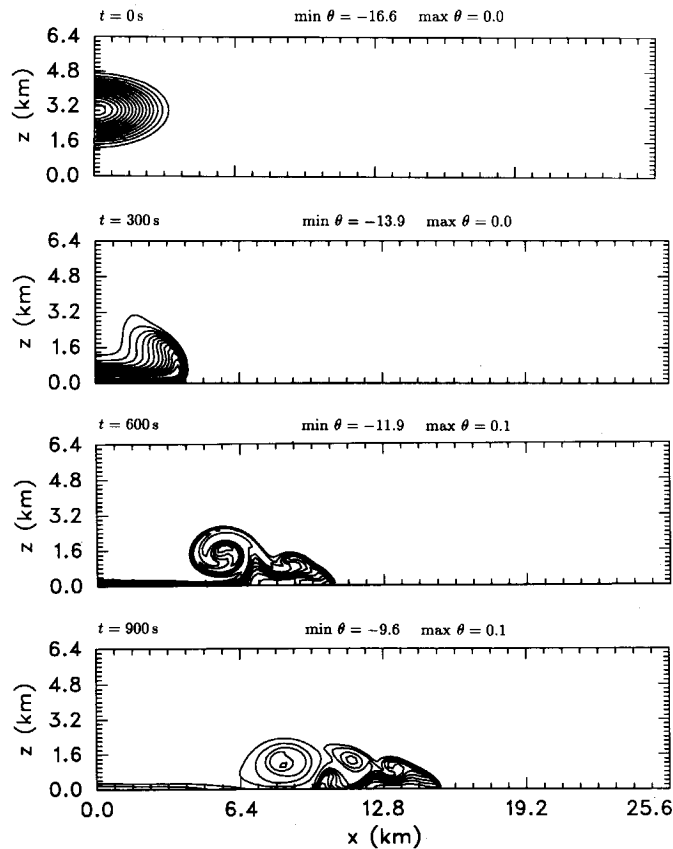 t = 0 s min θ = −16.6 max θ = 0.0
6.4
4.8
3.2
1.6
0.0
z (km)
t = 300 s min θ = −13.9 max θ = 0.0
6.4
4.8
3.2
1.6
0.0
z (km)
t = 600 s min θ = −11.9 max θ = 0.1
6.4
4.8
3.2
1.6
0.0
z (km)
t = 900 s min θ = −9.6 max θ = 0.1
6.4
4.8
3.2
1.6
0.0
z (km)
0.0 6.4 12.8 19.2 25.6
x (km)